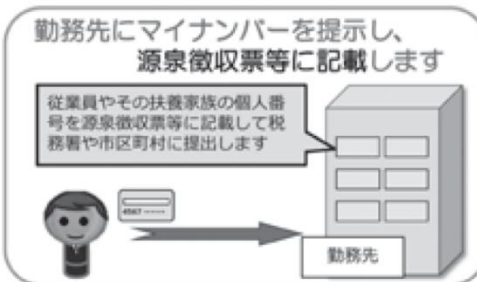 勤務先にマイナンバーを提示し、
源泉徴収票等に記載します
従業員やその扶養家族の個人番
号を源泉徴収票等に記載して税
務署や市区町村に提出します
4567
勤務先